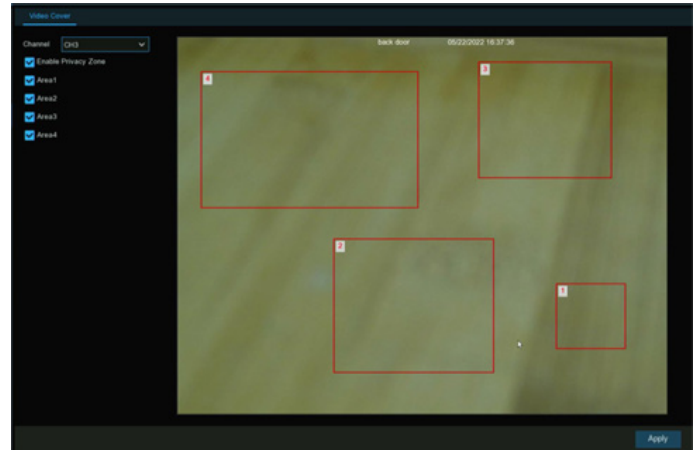 Video Cover
Channel CH3
back door 05/22/2022 16:37:36
Enable Privacy Zone
Area1
Area2
Area3
Area4
4
3
2
1
Apply